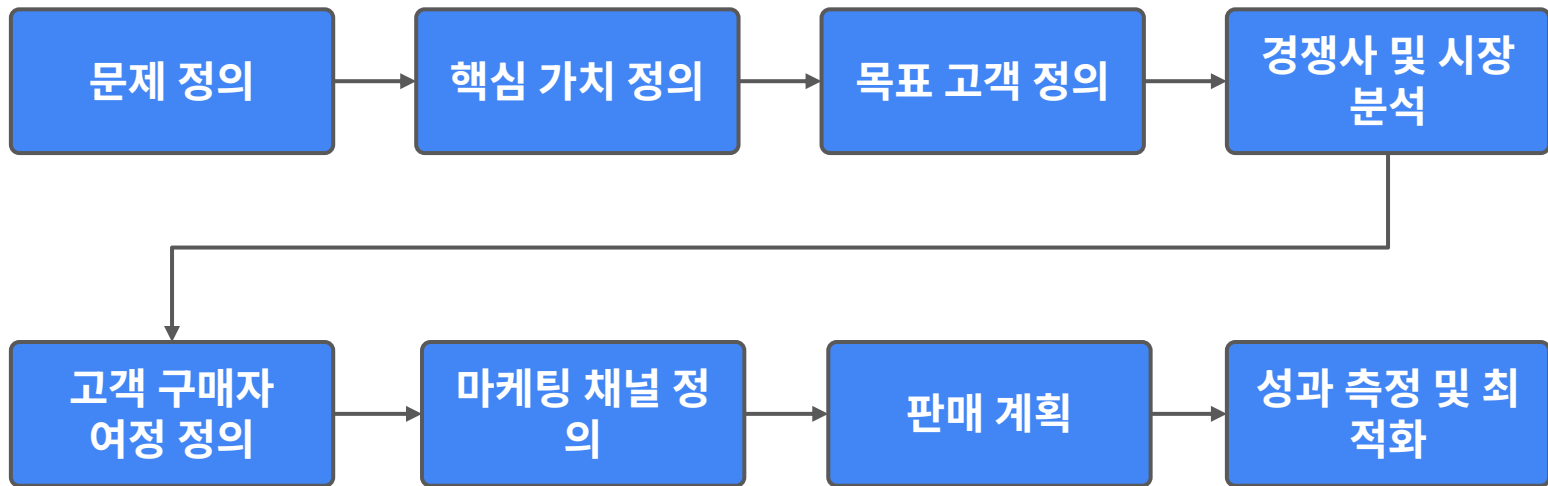 문제 정의
핵심 가치 정의
목표 고객 정의
경쟁사 및 시장
분석
고객 구매자
여정 정의
마케팅 채널 정
의
판매 계획
성과 측정 및 최
적화